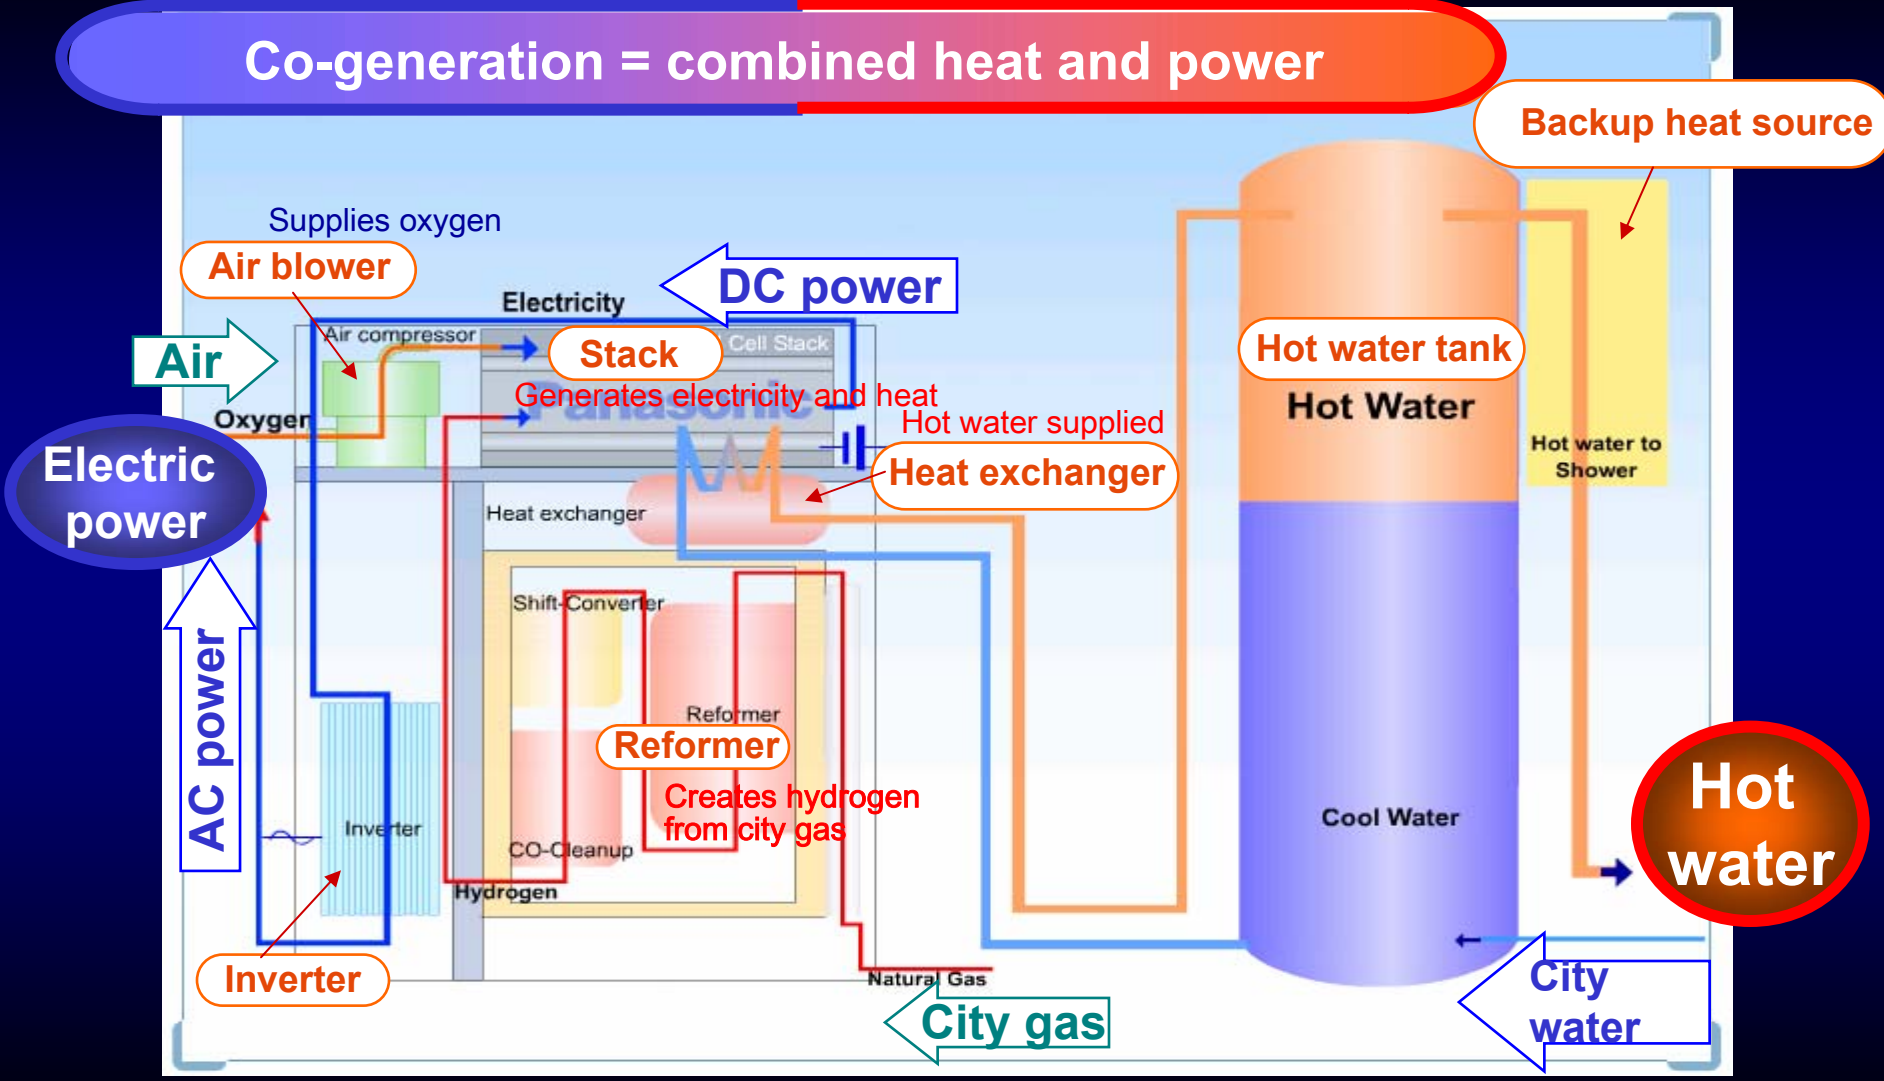 Co-generation = combined heat and power
Backup heat source
Supplies oxygen
Air blower
DC power
Electricity
Air compressor
Stack
Cell Stack
Air
Hot water tank
Panasonic
Generates electricity and heat
Hot Water
Oxygen
Hot water supplied
Hot water to
Shower
Electric
power
Heat exchanger
Heat exchanger
Shift-Converter
AC power
Reformer
Reformer
Creates hydrogen
from city gas
Inverter
CO-Cleanup
Cool Water
Hot
water
Hydrogen
Inverter
Natural Gas
City
water
City gas